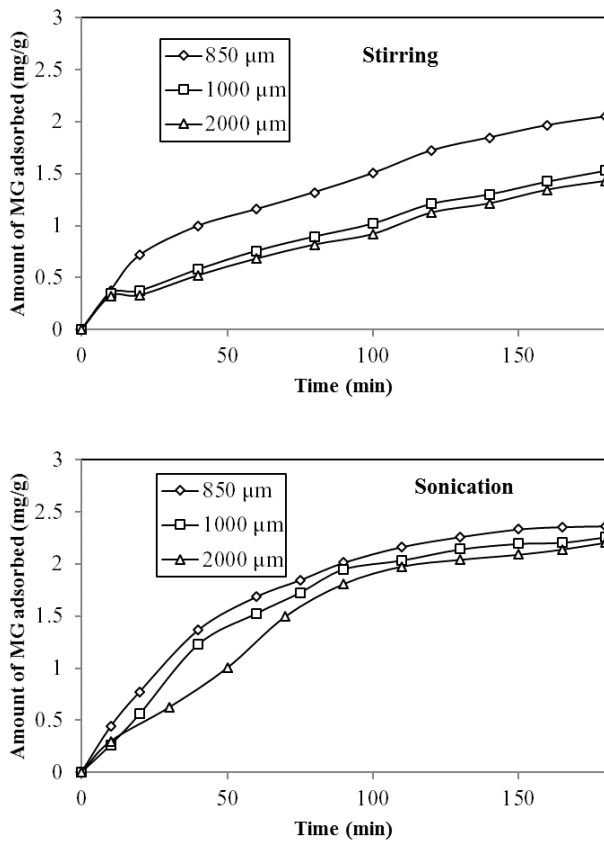 Amount of MG adsorbed (mg/g)
3
2.5
2
1.5
1
0.5
0
850 µm
1000 µm
2000 µm
Stirring
0
50
100
150
Time (min)
Amount of MG adsorbed (mg/g)
3
2.5
2
1.5
1
0.5
0
850 µm
1000 µm
2000 µm
Sonication
0
50
100
150
Time (min)